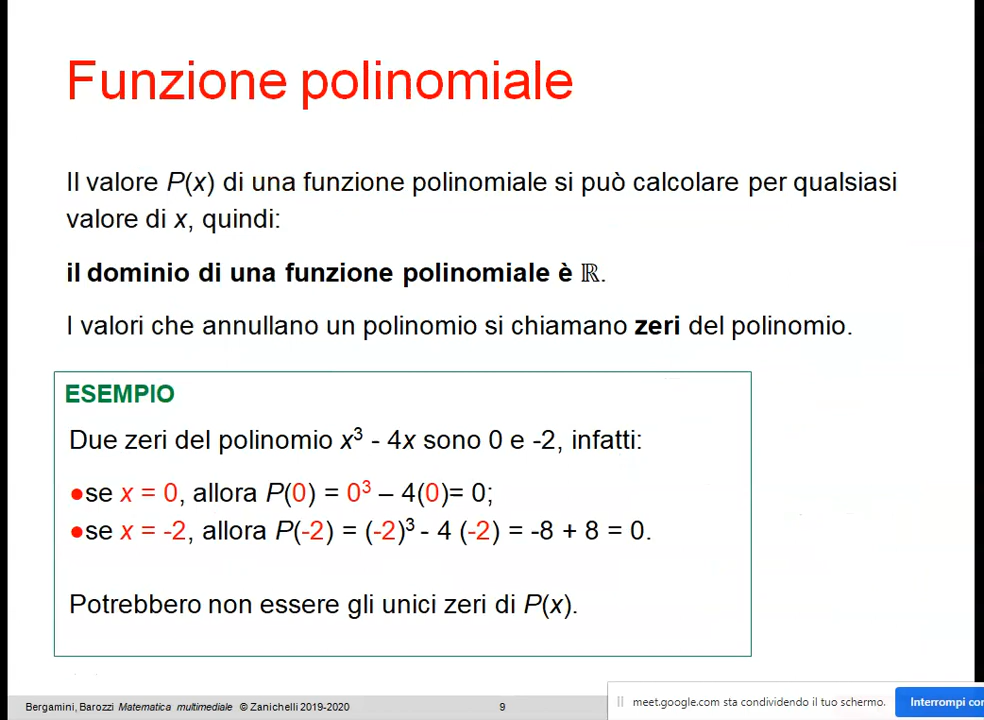 Funzione polinomiale
Il valore P(x) di una funzione polinomiale si può calcolare per qualsiasi
valore di x, quindi:
il dominio di una funzione polinomiale è ℝ.
I valori che annullano un polinomio si chiamano zeri del polinomio.
ESEMPIO
Due zeri del polinomio x³ - 4x sono 0 e -2, infatti:
●se x = 0, allora P(0) = 0³ – 4(0)= 0;
●se x = -2, allora P(-2) = (-2)³ - 4 (-2) = -8 + 8 = 0.
Potrebbero non essere gli unici zeri di P(x).
Bergamini, Barozzi Matematica multimediale © Zanichelli 2019-2020
9
meet.google.com sta condividendo il tuo schermo.
Interrompi con